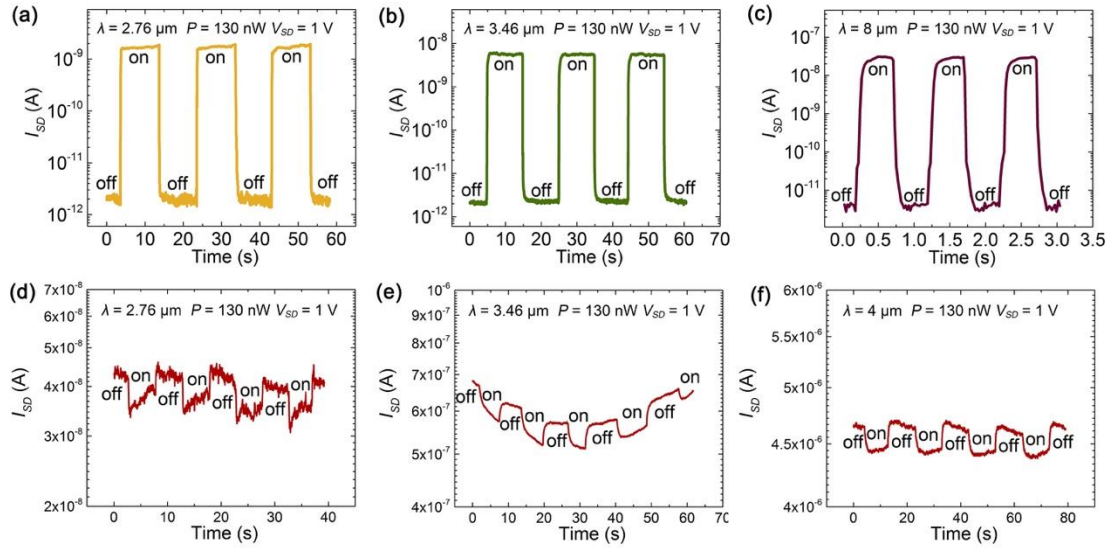 (a)
λ = 2.76 μm P = 130 nW V_SD = 1 V
10⁻⁹
10⁻¹⁰
10⁻¹¹
10⁻¹²
I_SD (A)
on on on
off off off off
0 10 20 30 40 50 60
Time (s)
(b)
λ = 3.46 μm P = 130 nW V_SD = 1 V
10⁻⁷
10⁻⁸
10⁻⁹
10⁻¹⁰
10⁻¹¹
10⁻¹²
I_SD (A)
on on on
off off off off
0 10 20 30 40 50 60 70
Time (s)
(c)
λ = 8 μm P = 130 nW V_SD = 1 V
10⁻⁷
10⁻⁸
10⁻⁹
10⁻¹⁰
10⁻¹¹
I_SD (A)
on on on
off off off off
0.0 0.5 1.0 1.5 2.0 2.5 3.0 3.5
Time (s)
(d)
λ = 2.76 μm P = 130 nW V_SD = 1 V
7x10⁻⁸
6x10⁻⁸
5x10⁻⁸
4x10⁻⁸
3x10⁻⁸
2x10⁻⁸
I_SD (A)
on on on on
off off off off
0 10 20 30 40
Time (s)
(e)
λ = 3.46 μm P = 130 nW V_SD = 1 V
10⁻⁶
9x10⁻⁷
8x10⁻⁷
7x10⁻⁷
6x10⁻⁷
5x10⁻⁷
4x10⁻⁷
I_SD (A)
on on on on on
off off off off off
0 10 20 30 40 50 60 70
Time (s)
(f)
λ = 4 μm P = 130 nW V_SD = 1 V
6x10⁻⁶
5x10⁻⁶
5x10⁻⁶
4x10⁻⁶
4x10⁻⁶
I_SD (A)
on on on on
off off off off off
0 20 40 60 80
Time (s)